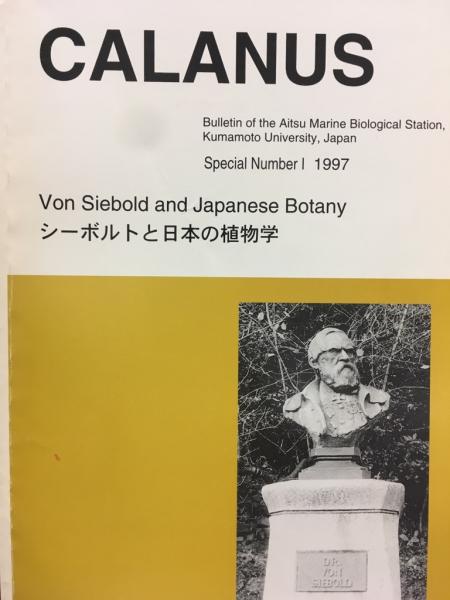 CALANUS
Bulletin of the Aitsu Marine Biological Station,
Kumamoto University, Japan
Special Number I 1997
Von Siebold and Japanese Botany
シーボルトと日本の植物学
DR.
VON
SIEBOLD